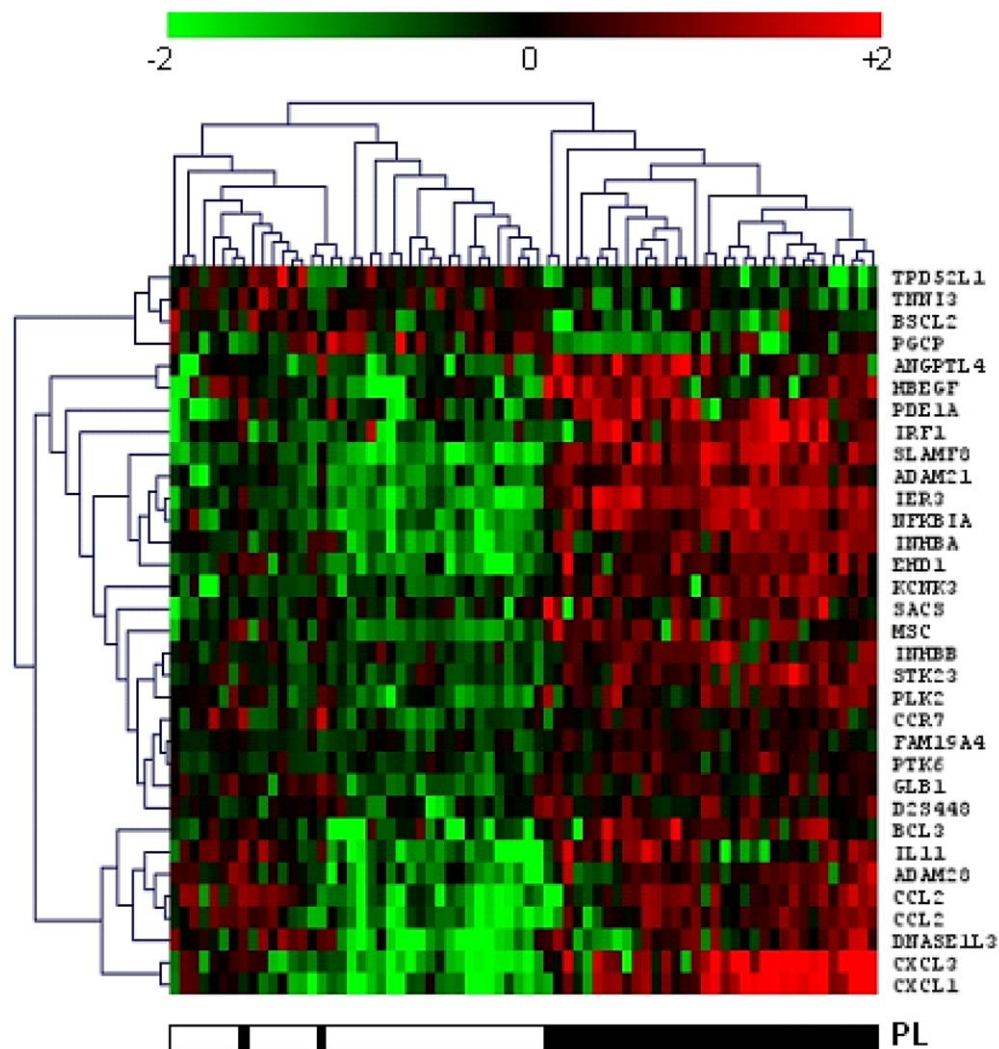 -2 0 +2
TPD52L1
TNNI3
BSCL2
PGCP
ANGPTL4
HBEGF
PDE1A
IRF1
SLAMF8
ADAM21
IER3
NFKBIA
INHBA
EHD1
KCNK3
SACS
MSC
INHBB
STK23
PLK2
CCR7
FAM19A4
PTK6
GLB1
D2S448
BCL3
IL11
ADAM28
CCL2
CCL2
DNASE1L3
CXCL3
CXCL1
PL